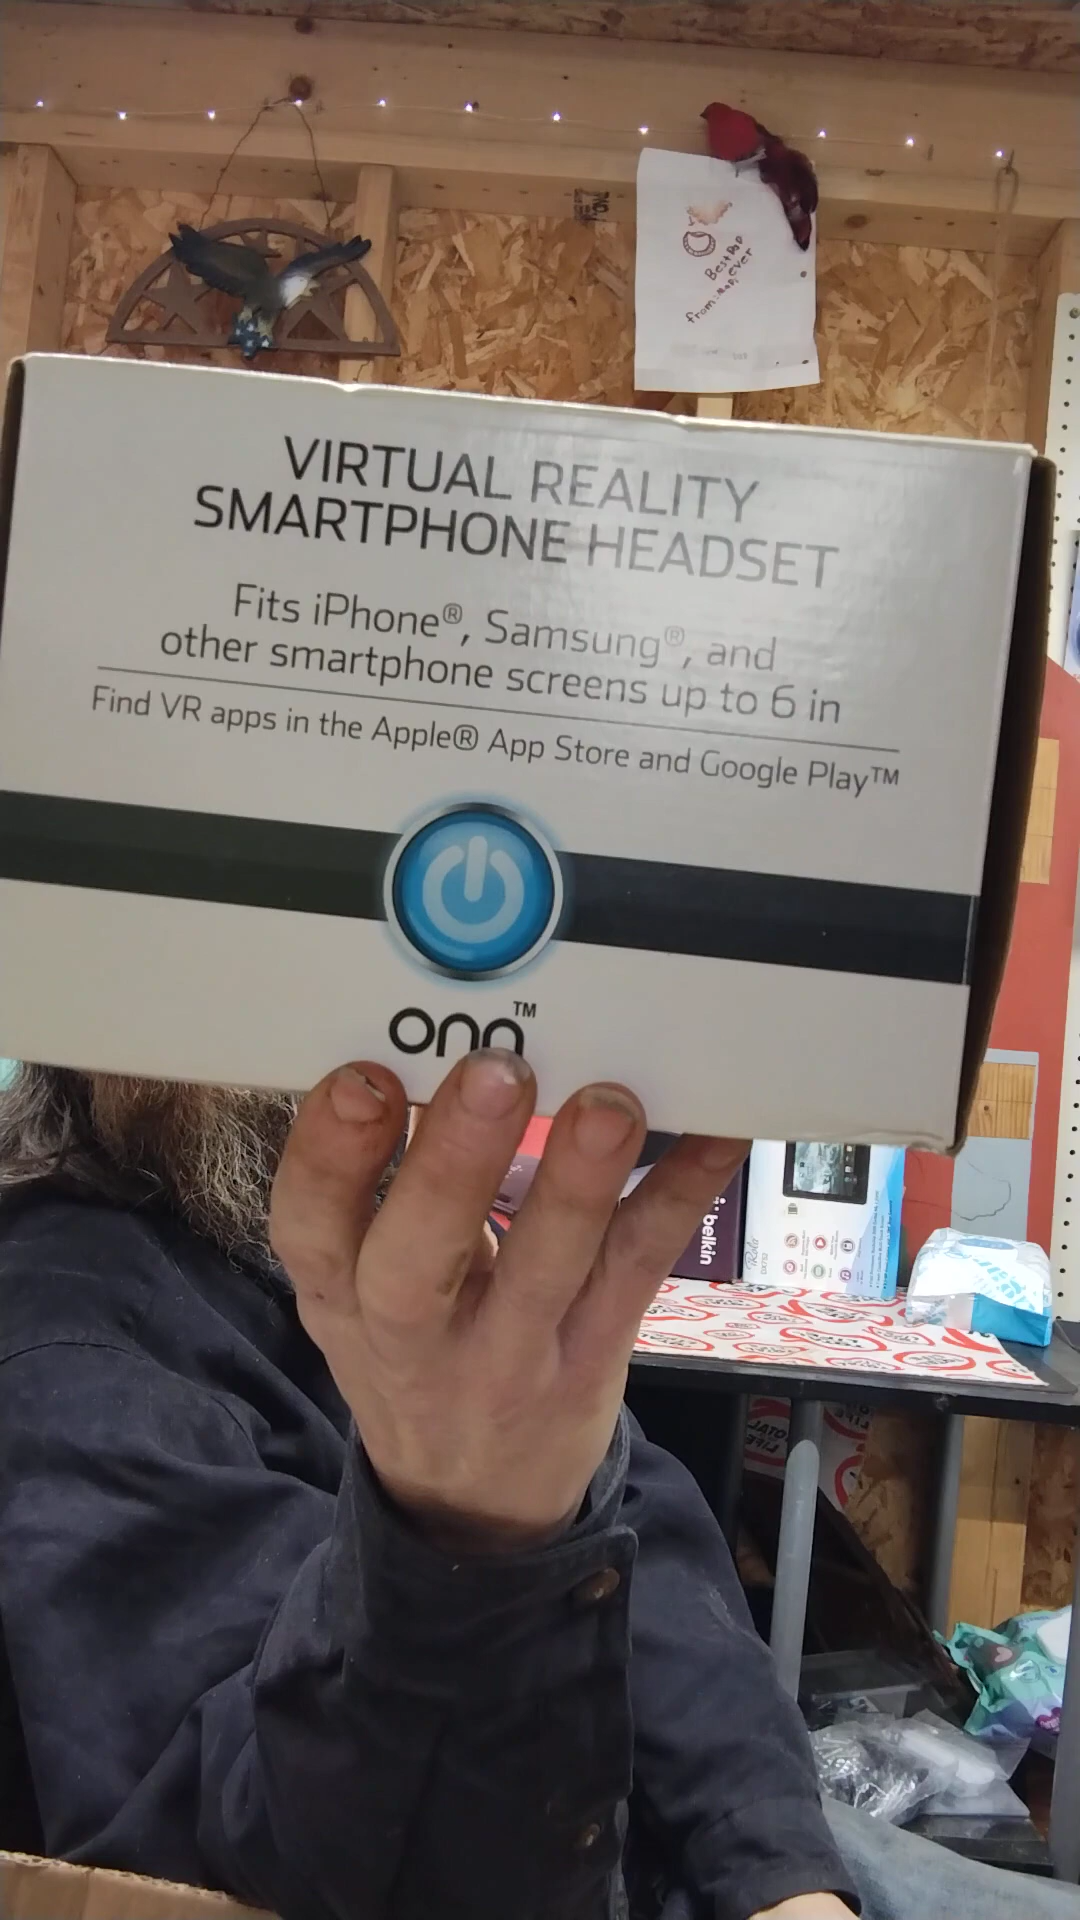 Best Pop
ever
from:
VIRTUAL REALITY
SMARTPHONE HEADSET
Fits iPhone®, Samsung®, and
other smartphone screens up to 6 in
Find VR apps in the Apple® App Store and Google Play™
onn™
belkin